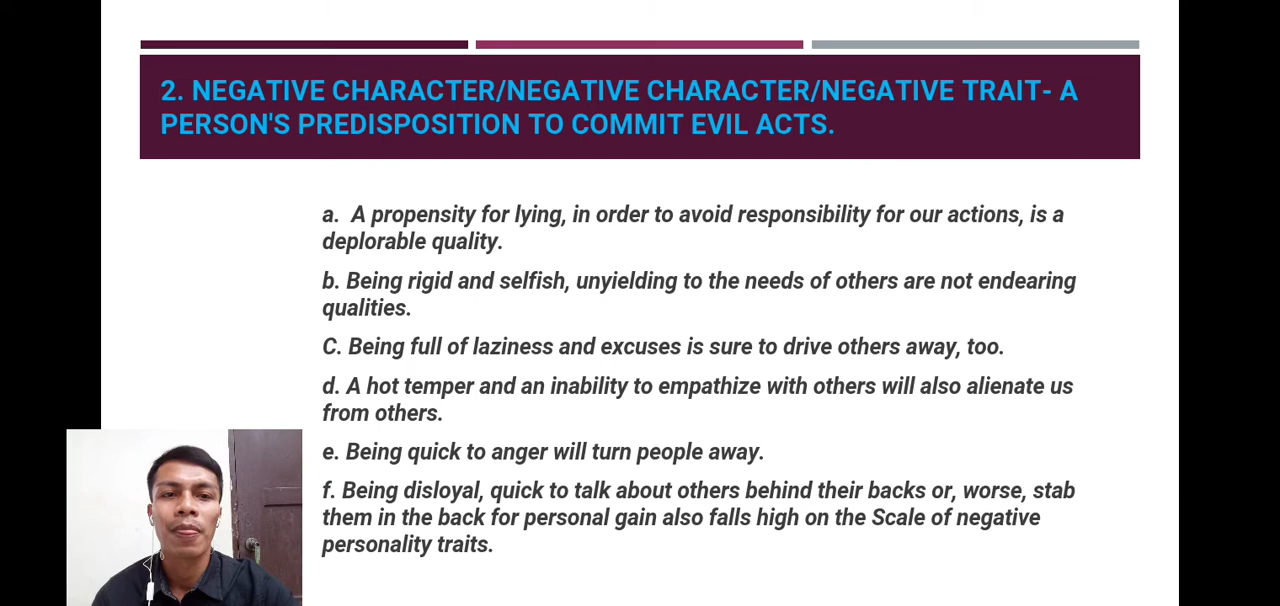 2. NEGATIVE CHARACTER/NEGATIVE CHARACTER/NEGATIVE TRAIT- A
PERSON'S PREDISPOSITION TO COMMIT EVIL ACTS.
a. A propensity for lying, in order to avoid responsibility for our actions, is a
deplorable quality.
b. Being rigid and selfish, unyielding to the needs of others are not endearing
qualities.
C. Being full of laziness and excuses is sure to drive others away, too.
d. A hot temper and an inability to empathize with others will also alienate us
from others.
e. Being quick to anger will turn people away.
f. Being disloyal, quick to talk about others behind their backs or, worse, stab
them in the back for personal gain also falls high on the Scale of negative
personality traits.